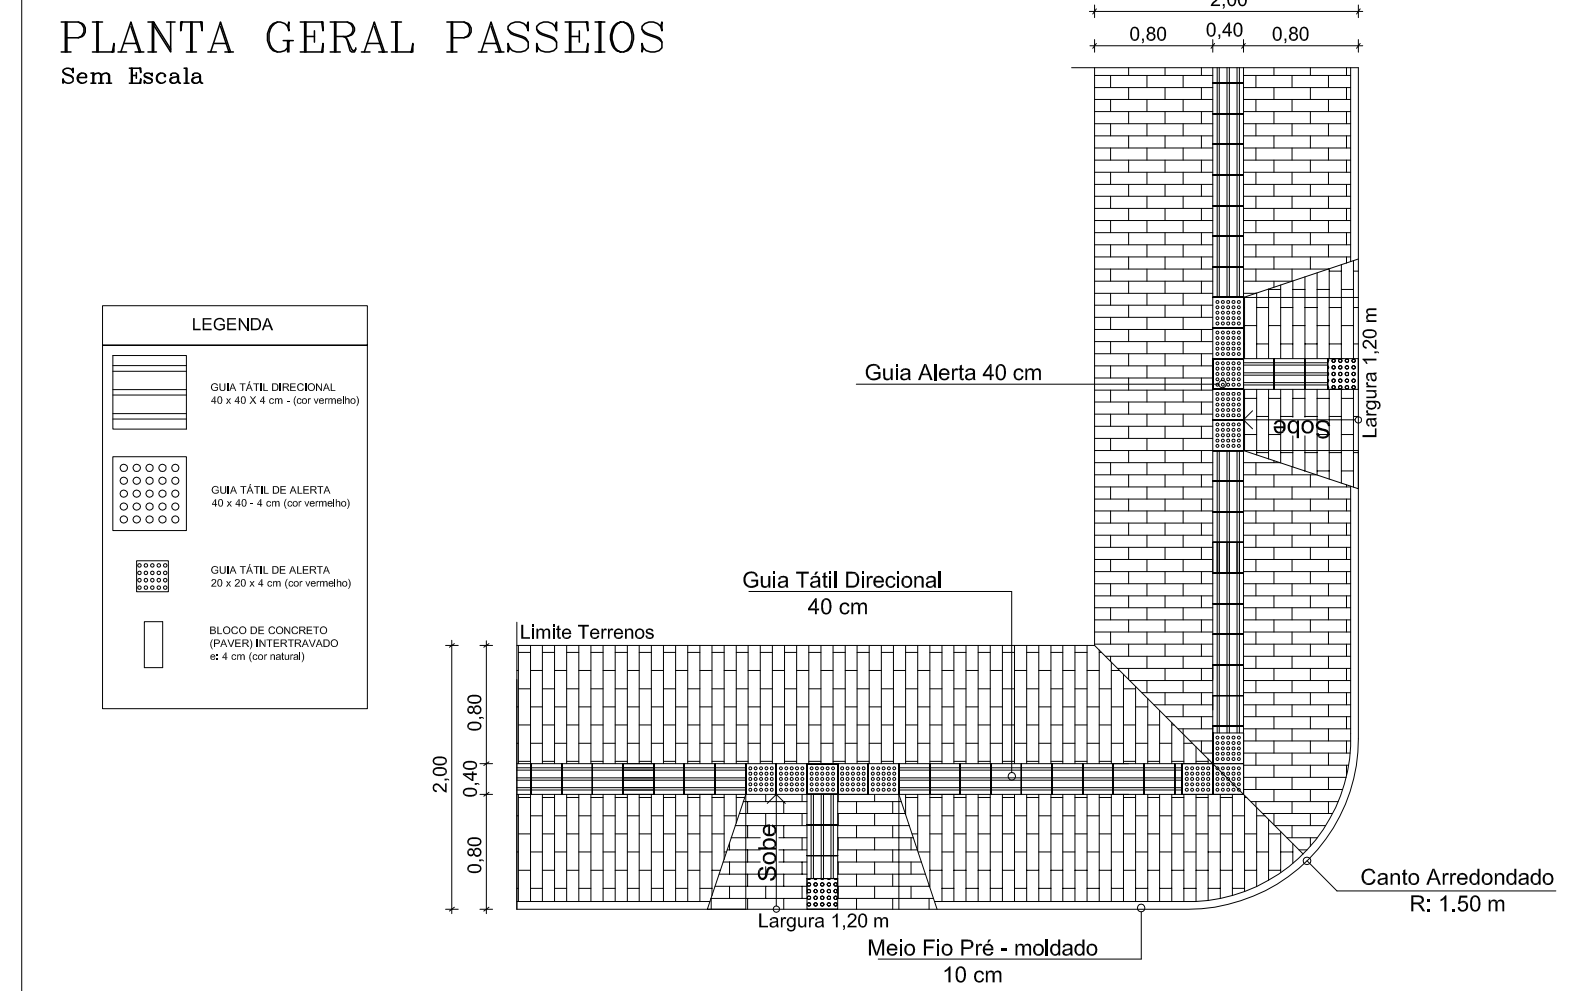 PLANTA GERAL PASSEIOS
Sem Escala
2,00
0,80
0,40
0,80
LEGENDA
GUIA TÁTIL DIRECIONAL
40 x 40 X 4 cm - (cor vermelho)
GUIA TÁTIL DE ALERTA
40 x 40 - 4 cm (cor vermelho)
GUIA TÁTIL DE ALERTA
20 x 20 x 4 cm (cor vermelho)
BLOCO DE CONCRETO
(PAVER) INTERTRAVADO
e: 4 cm (cor natural)
Guia Alerta 40 cm
Largura 1,20 m
Sobe
Guia Tátil Direcional
40 cm
Limite Terrenos
2,00
0,80
0,40
0,80
Sobe
Largura 1,20 m
Canto Arredondado
R: 1.50 m
Meio Fio Pré - moldado
10 cm